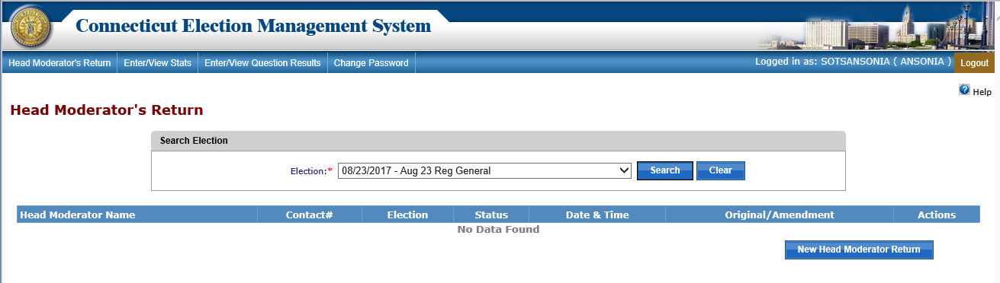 Connecticut Election Management System
Head Moderator's Return Enter/View Stats Enter/View Question Results Change Password Logged in as: SOTSANSONIA ( ANSONIA ) Logout
Help
Head Moderator's Return
Search Election
Election:* 08/23/2017 - Aug 23 Reg General Search Clear
Head Moderator Name Contact# Election Status Date & Time Original/Amendment Actions
No Data Found
New Head Moderator Return